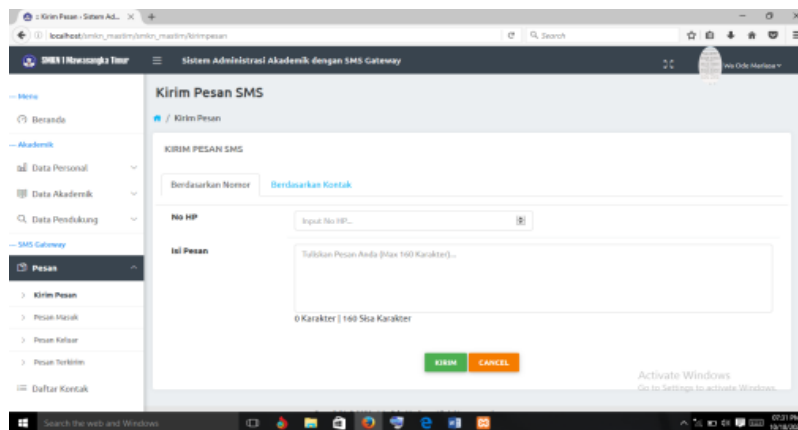 :: Kirim Pesan - Sistem Ad...
localhost/smkn_mastim/smkn_mastim/kirimpesan
Search
SMKN 1 Mawasangka Timur
Sistem Administrasi Akademik dengan SMS Gateway
Wa Ode Marlissa
Menu
Beranda
Akademik
Data Personal
Data Akademik
Data Pendukung
SMS Gateway
Pesan
Kirim Pesan
Pesan Masuk
Pesan Keluar
Pesan Terkirim
Daftar Kontak
Kirim Pesan SMS
/ Kirim Pesan
KIRIM PESAN SMS
Berdasarkan Nomor
Berdasarkan Kontak
No HP
Input No HP...
Isi Pesan
Tuliskan Pesan Anda (Max 160 Karakter)...
0 Karakter | 160 Sisa Karakter
KIRIM
CANCEL
Activate Windows
Go to Settings to activate Windows.
Search the web and Windows
07:31 PM